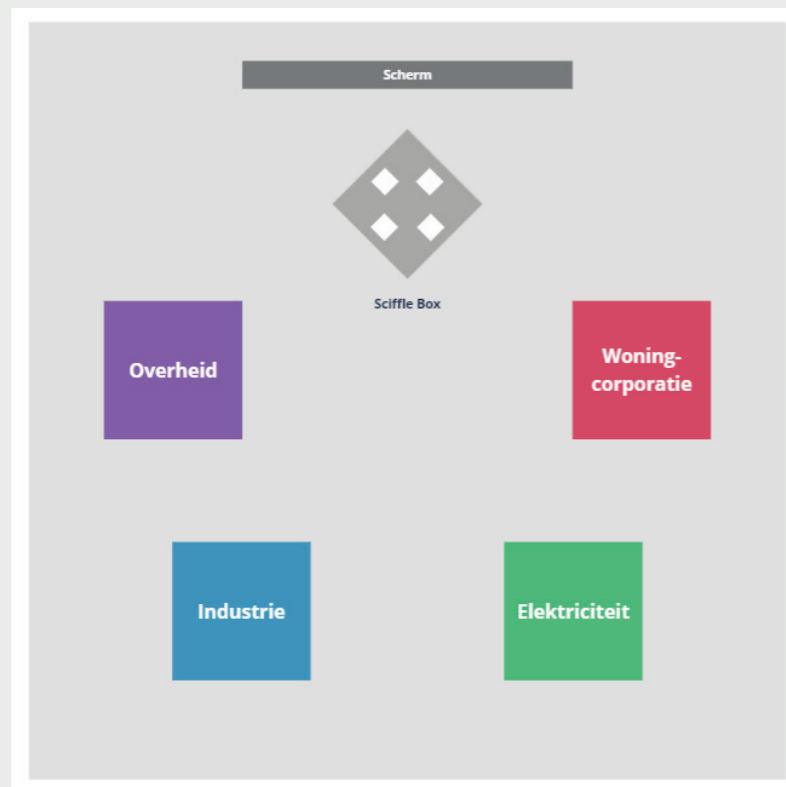 Scherm
Sciffle Box
Overheid
Woning-
corporatie
Industrie
Elektriciteit